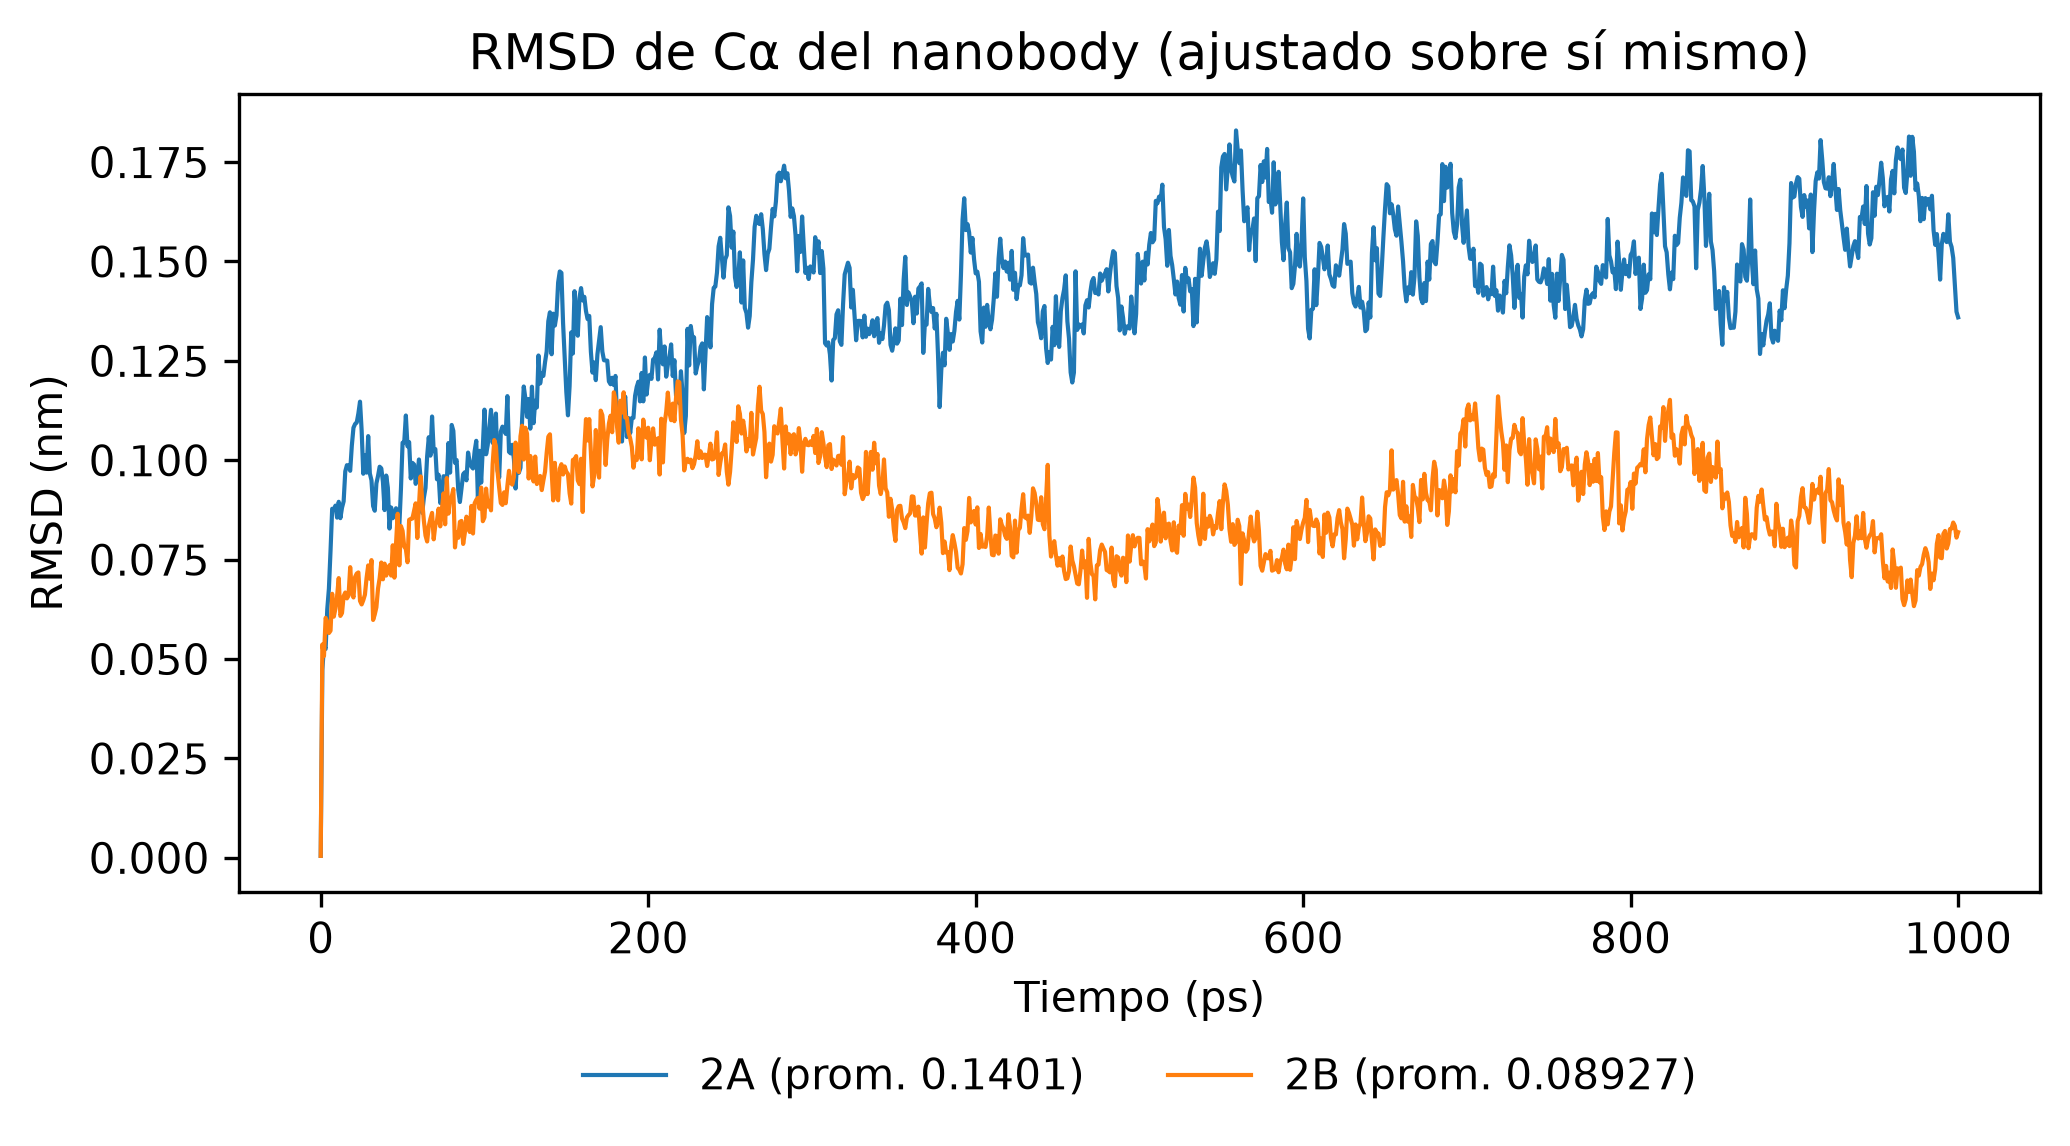 RMSD de Cα del nanobody (ajustado sobre sí mismo)
RMSD (nm)
0.175
0.150
0.125
0.100
0.075
0.050
0.025
0.000
0 200 400 600 800 1000
Tiempo (ps)
2A (prom. 0.1401) 2B (prom. 0.08927)